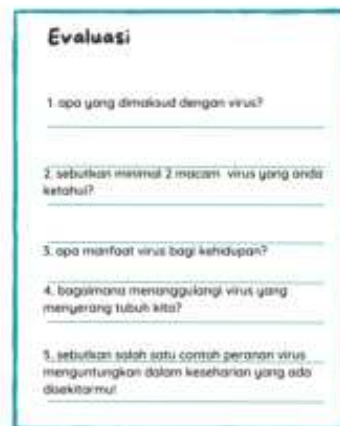 Evaluasi
1. apa yang dimaksud dengan virus?
2. sebutkan minimal 2 macam virus yang anda
ketahui?
3. apa manfaat virus bagi kehidupan?
4. bagaimana menanggulangi virus yang
menyerang tubuh kita?
5. sebutkan salah satu contoh peranan virus
menguntungkan dalam keseharian yang ada
disekitarmu!